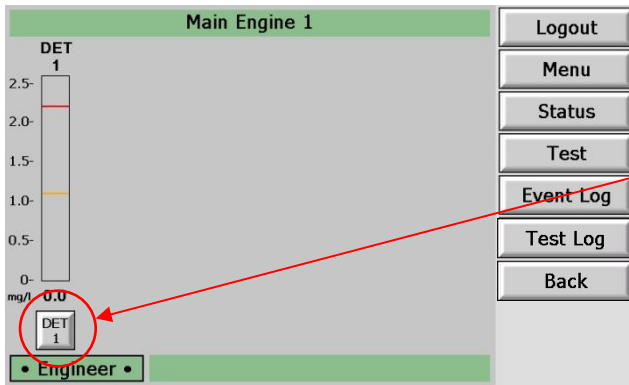 Main Engine 1
DET
1
2.5-
2.0-
1.5-
1.0-
0.5-
0-
mg/l 0.0
DET
1
• Engineer •
Logout
Menu
Status
Test
Event Log
Test Log
Back